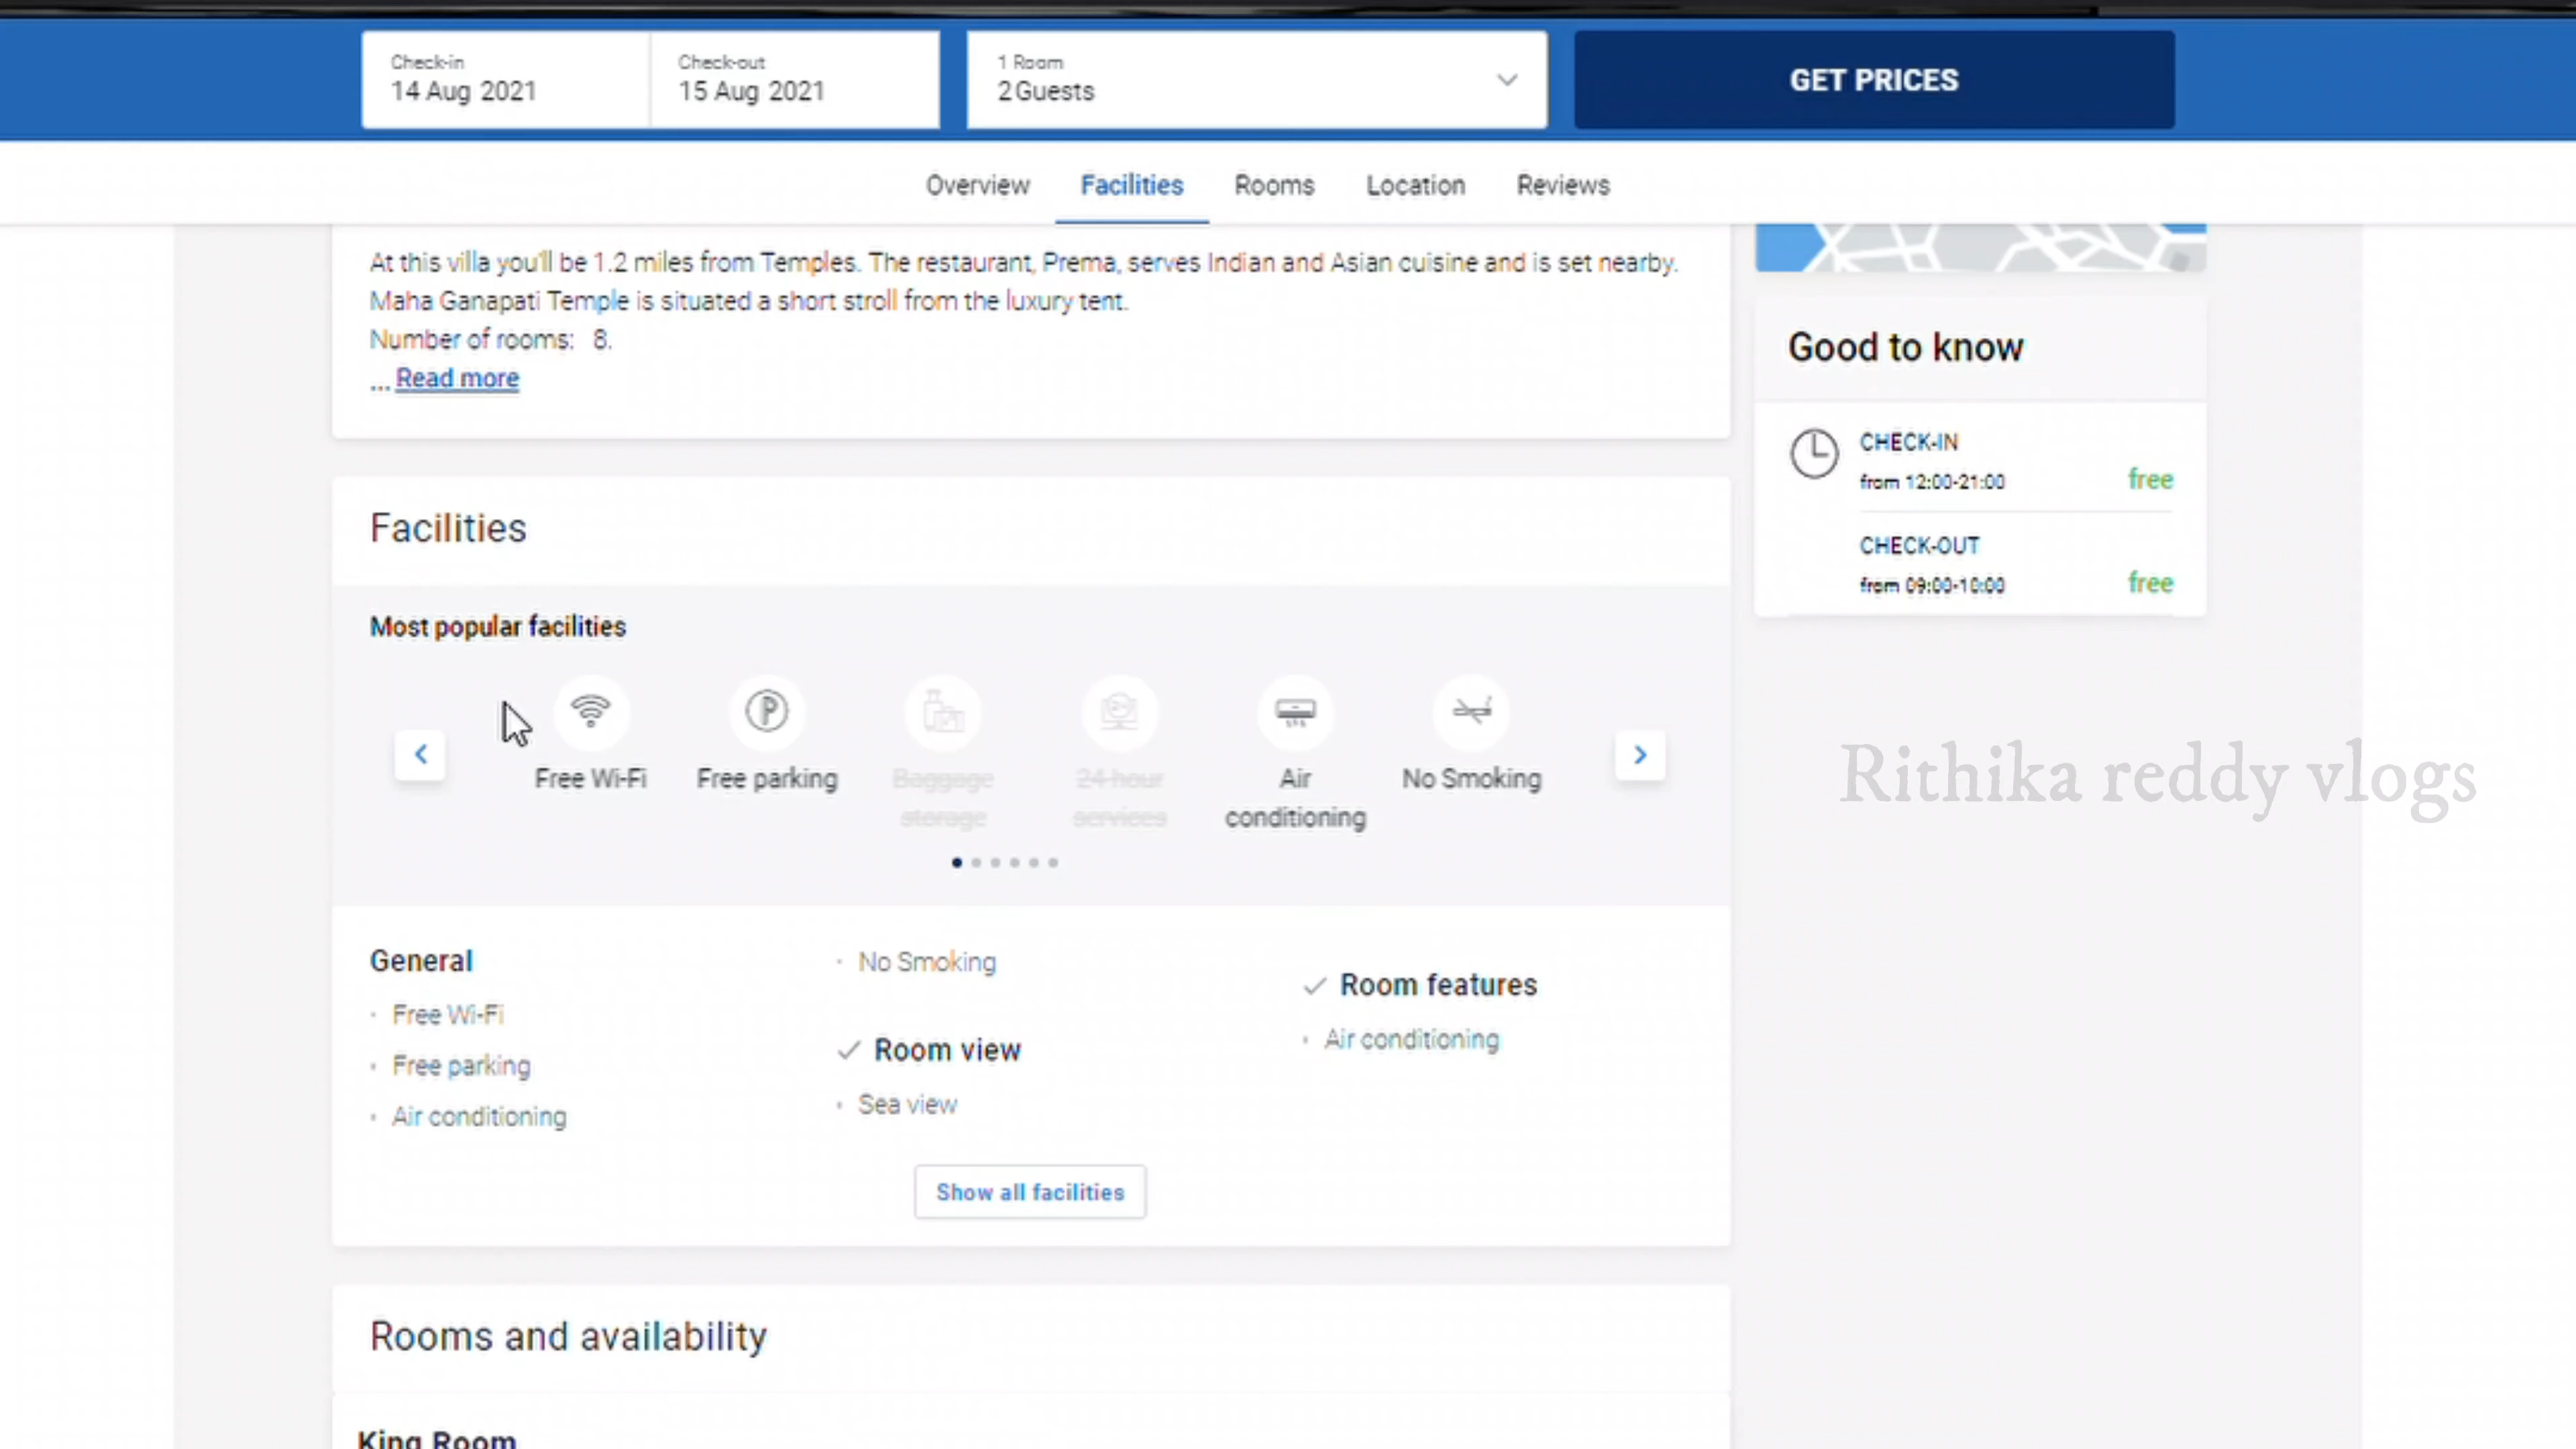 Check-in
14 Aug 2021
Check-out
15 Aug 2021
1 Room
2 Guests
GET PRICES
Overview
Facilities
Rooms
Location
Reviews
At this villa you'll be 1.2 miles from Temples. The restaurant, Prema, serves Indian and Asian cuisine and is set nearby.
Maha Ganapati Temple is situated a short stroll from the luxury tent.
Number of rooms: 8.
... Read more
Good to know
CHECK-IN
from 12:00-21:00
free
CHECK-OUT
from 09:00-10:00
free
Facilities
Most popular facilities
Free Wi-Fi
Free parking
Baggage
storage
24 hour
services
Air
conditioning
No Smoking
Rithika reddy vlogs
General
Free Wi-Fi
Free parking
Air conditioning
No Smoking
Room view
Sea view
Room features
Air conditioning
Show all facilities
Rooms and availability
King Room